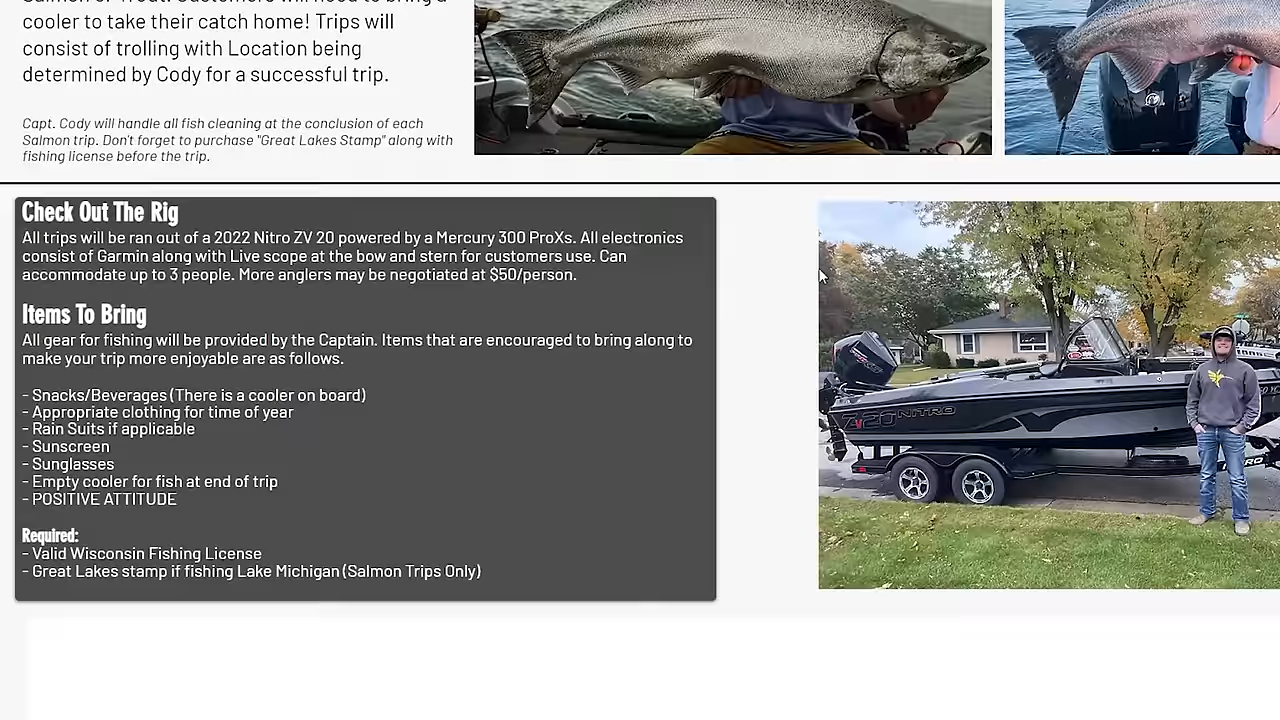 cooler to take their catch home! Trips will
consist of trolling with Location being
determined by Cody for a successful trip.
Capt. Cody will handle all fish cleaning at the conclusion of each
Salmon trip. Don't forget to purchase "Great Lakes Stamp" along with
fishing license before the trip.
Check Out The Rig
All trips will be ran out of a 2022 Nitro ZV 20 powered by a Mercury 300 ProXs. All electronics
consist of Garmin along with Live scope at the bow and stern for customers use. Can
accommodate up to 3 people. More anglers may be negotiated at $50/person.
Items To Bring
All gear for fishing will be provided by the Captain. Items that are encouraged to bring along to
make your trip more enjoyable are as follows.
- Snacks/Beverages (There is a cooler on board)
- Appropriate clothing for time of year
- Rain Suits if applicable
- Sunscreen
- Sunglasses
- Empty cooler for fish at end of trip
- POSITIVE ATTITUDE
Required:
- Valid Wisconsin Fishing License
- Great Lakes stamp if fishing Lake Michigan (Salmon Trips Only)
ZV20 NITRO